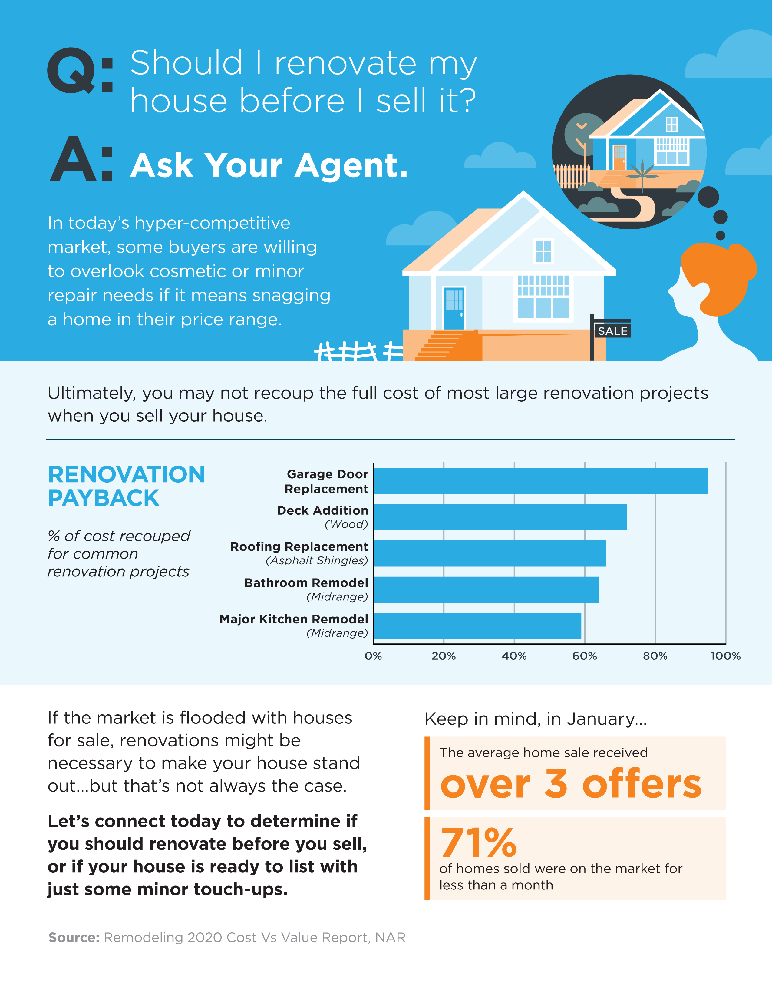 Q: Should I renovate my
house before I sell it?
A: Ask Your Agent.
In today's hyper-competitive
market, some buyers are willing
to overlook cosmetic or minor
repair needs if it means snagging
a home in their price range.
SALE
Ultimately, you may not recoup the full cost of most large renovation projects
when you sell your house.
RENOVATION
PAYBACK
% of cost recouped
for common
renovation projects
Garage Door
Replacement
Deck Addition
(Wood)
Roofing Replacement
(Asphalt Shingles)
Bathroom Remodel
(Midrange)
Major Kitchen Remodel
(Midrange)
0% 20% 40% 60% 80% 100%
If the market is flooded with houses
for sale, renovations might be
necessary to make your house stand
out...but that's not always the case.
Let's connect today to determine if
you should renovate before you sell,
or if your house is ready to list with
just some minor touch-ups.
Keep in mind, in January...
The average home sale received
over 3 offers
71%
of homes sold were on the market for
less than a month
Source: Remodeling 2020 Cost Vs Value Report, NAR